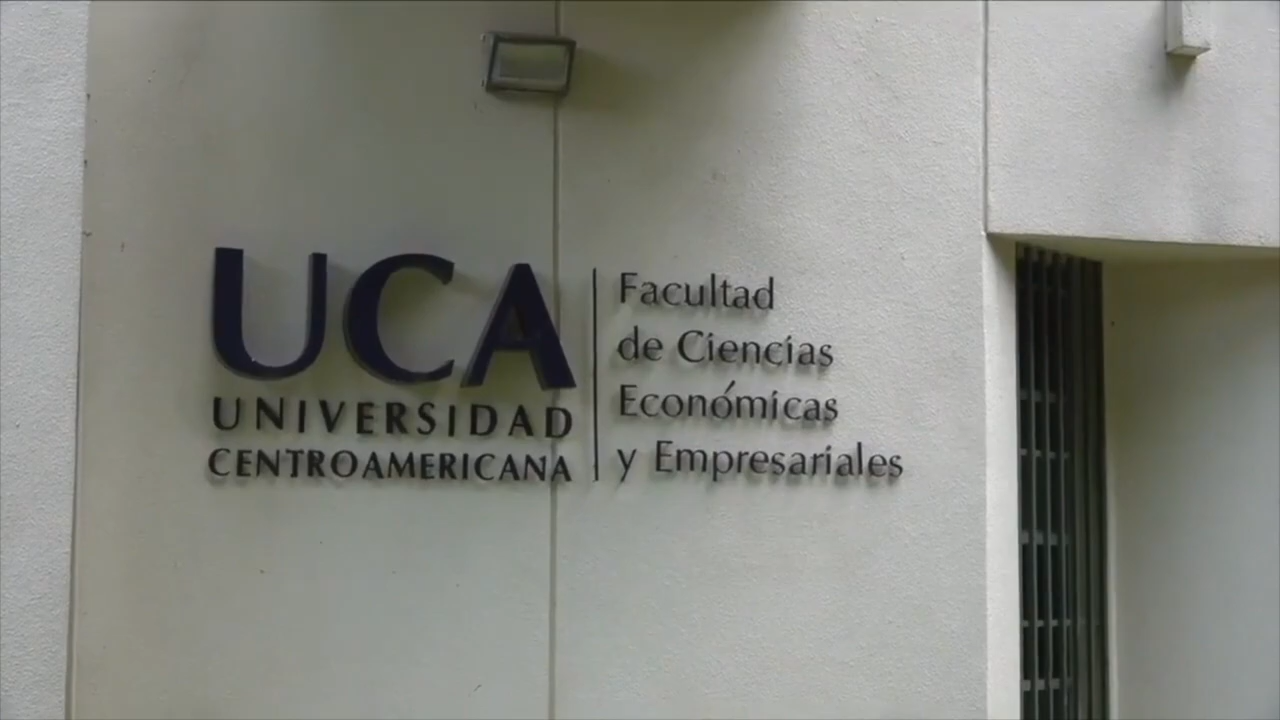 UCA
UNIVERSIDAD
CENTROAMERICANA
Facultad
de Ciencias
Económicas
y Empresariales